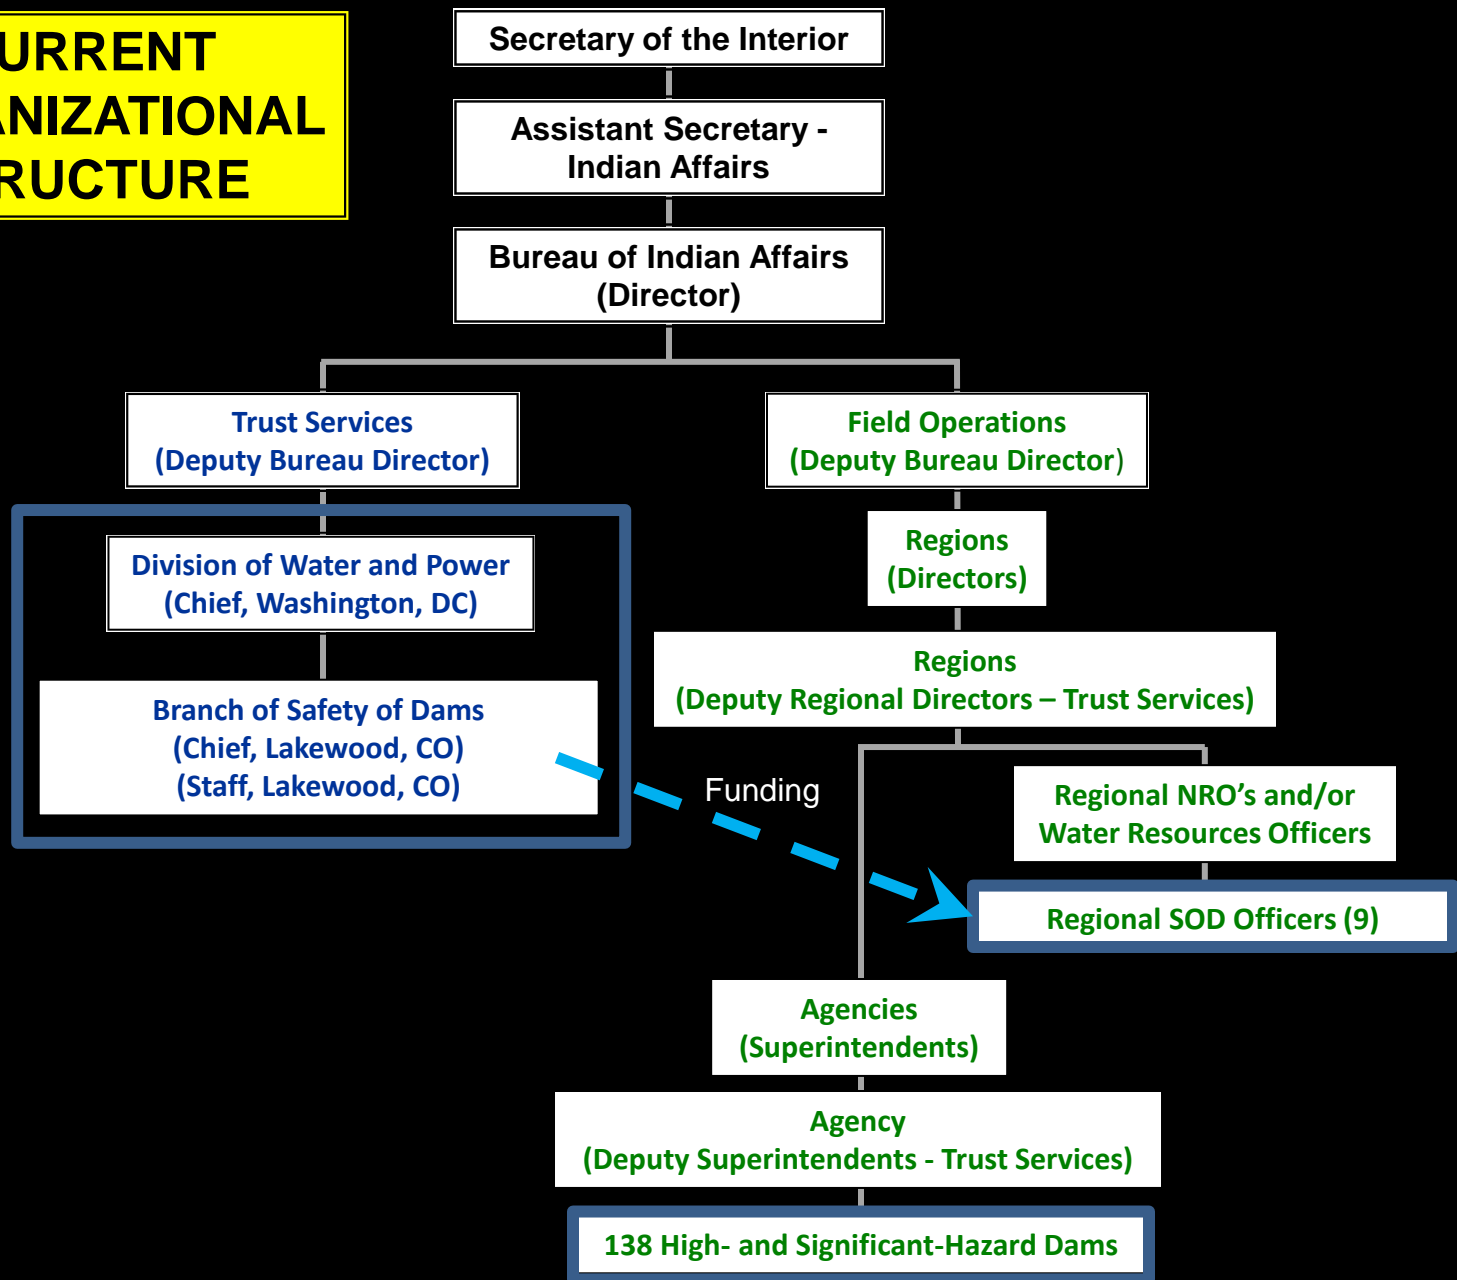 URRENT
ANIZATIONAL
RUCTURE
Secretary of the Interior
Assistant Secretary -
Indian Affairs
Bureau of Indian Affairs
(Director)
Trust Services
(Deputy Bureau Director)
Field Operations
(Deputy Bureau Director)
Division of Water and Power
(Chief, Washington, DC)
Regions
(Directors)
Regions
(Deputy Regional Directors – Trust Services)
Branch of Safety of Dams
(Chief, Lakewood, CO)
(Staff, Lakewood, CO)
Funding
Regional NRO’s and/or
Water Resources Officers
Regional SOD Officers (9)
Agencies
(Superintendents)
Agency
(Deputy Superintendents - Trust Services)
138 High- and Significant-Hazard Dams